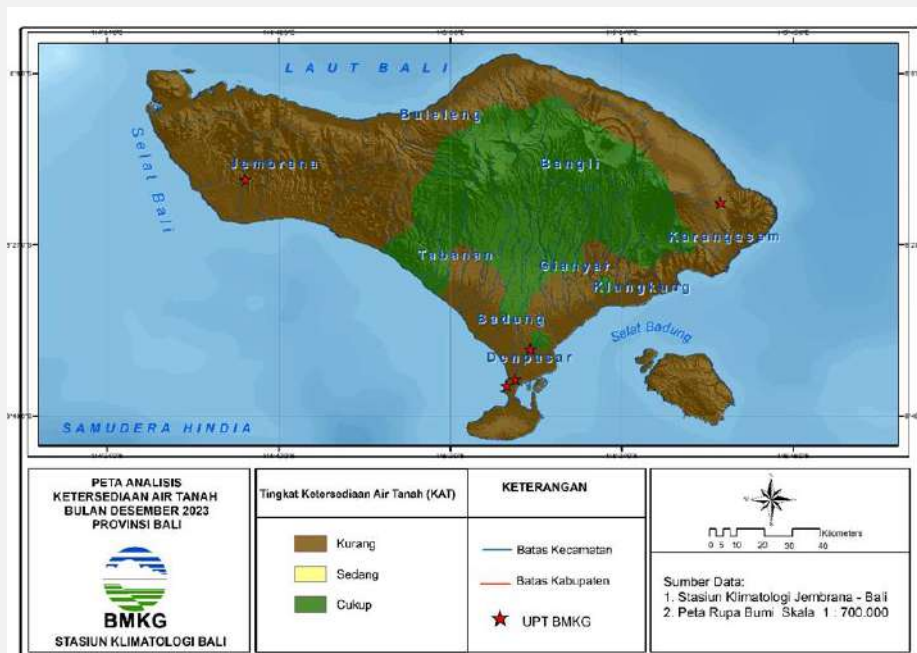 LAUT BALI
Selat Bali
Buleleng
Jembrana
Bangli
Karangasem
Tabanan
Gianyar
Klungkung
Badung
Selat Badung
Denpasar
SAMUDERA HINDIA
PETA ANALISIS
KETERSEDIAAN AIR TANAH
BULAN DESEMBER 2023
PROVINSI BALI
BMKG
STASIUN KLIMATOLOGI BALI
Tingkat Ketersediaan Air Tanah (KAT)
Kurang
Sedang
Cukup
KETERANGAN
Batas Kecamatan
Batas Kabupaten
UPT BMKG
Kilometers
0 5 10 20 30 40
Sumber Data:
1. Stasiun Klimatologi Jembrana - Bali
2. Peta Rupa Bumi Skala 1 : 700.000